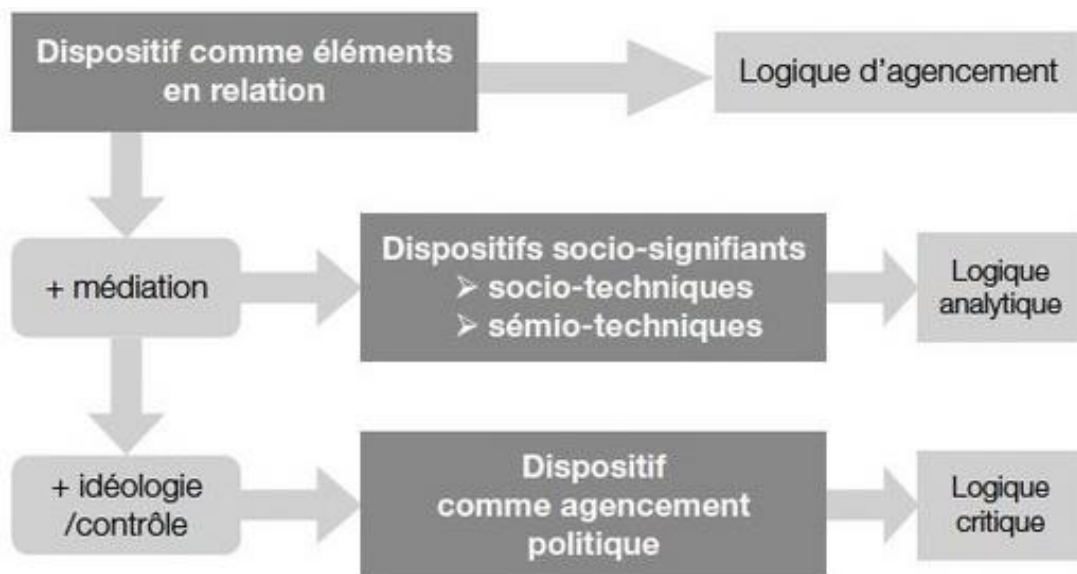 Dispositif comme éléments
en relation
Logique d'agencement
+ médiation
Dispositifs socio-signifiants
➢ socio-techniques
➢ sémio-techniques
Logique
analytique
+ idéologie
/contrôle
Dispositif
comme agencement
politique
Logique
critique